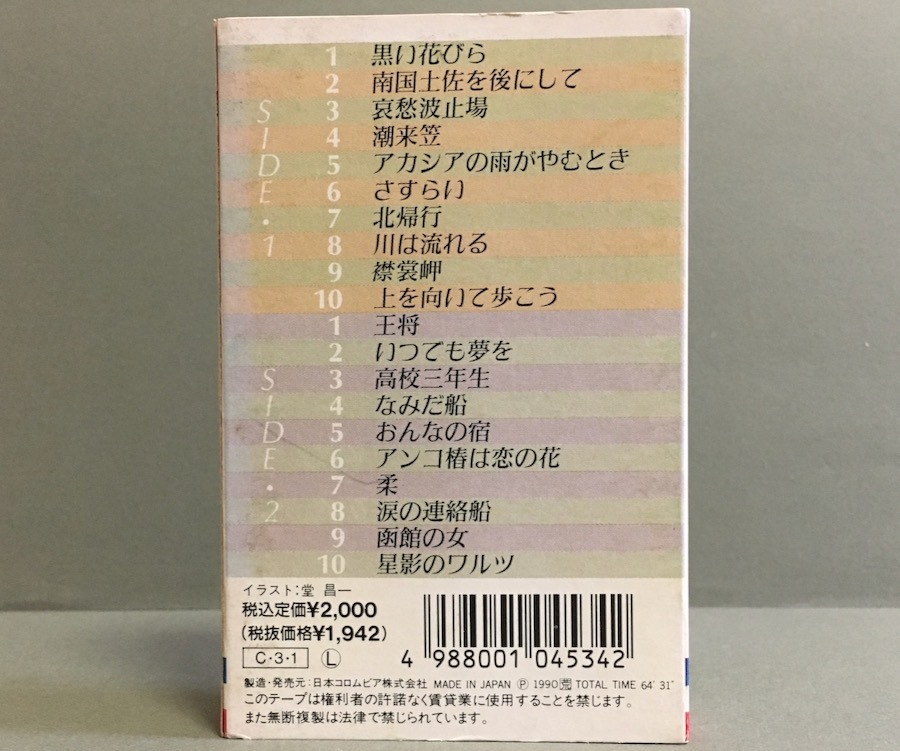 SIDE・1
1 黒い花びら
2 南国土佐を後にして
3 哀愁波止場
4 潮来笠
5 アカシアの雨がやむとき
6 さすらい
7 北帰行
8 川は流れる
9 襟裳岬
10 上を向いて歩こう
SIDE・2
1 王将
2 いつでも夢を
3 高校三年生
4 なみだ船
5 おんなの宿
6 アンコ椿は恋の花
7 柔
8 涙の連絡船
9 函館の女
10 星影のワルツ
イラスト:堂 昌一
税込定価¥2,000
(税抜価格¥1,942)
C・3・1 Ⓛ
4 988001 045342
製造・発売元:日本コロムビア株式会社 MADE IN JAPAN Ⓟ 1990 TOTAL TIME 64' 31"
このテープは権利者の許諾なく賃貸業に使用することを禁じます。
また無断複製は法律で禁じられています。